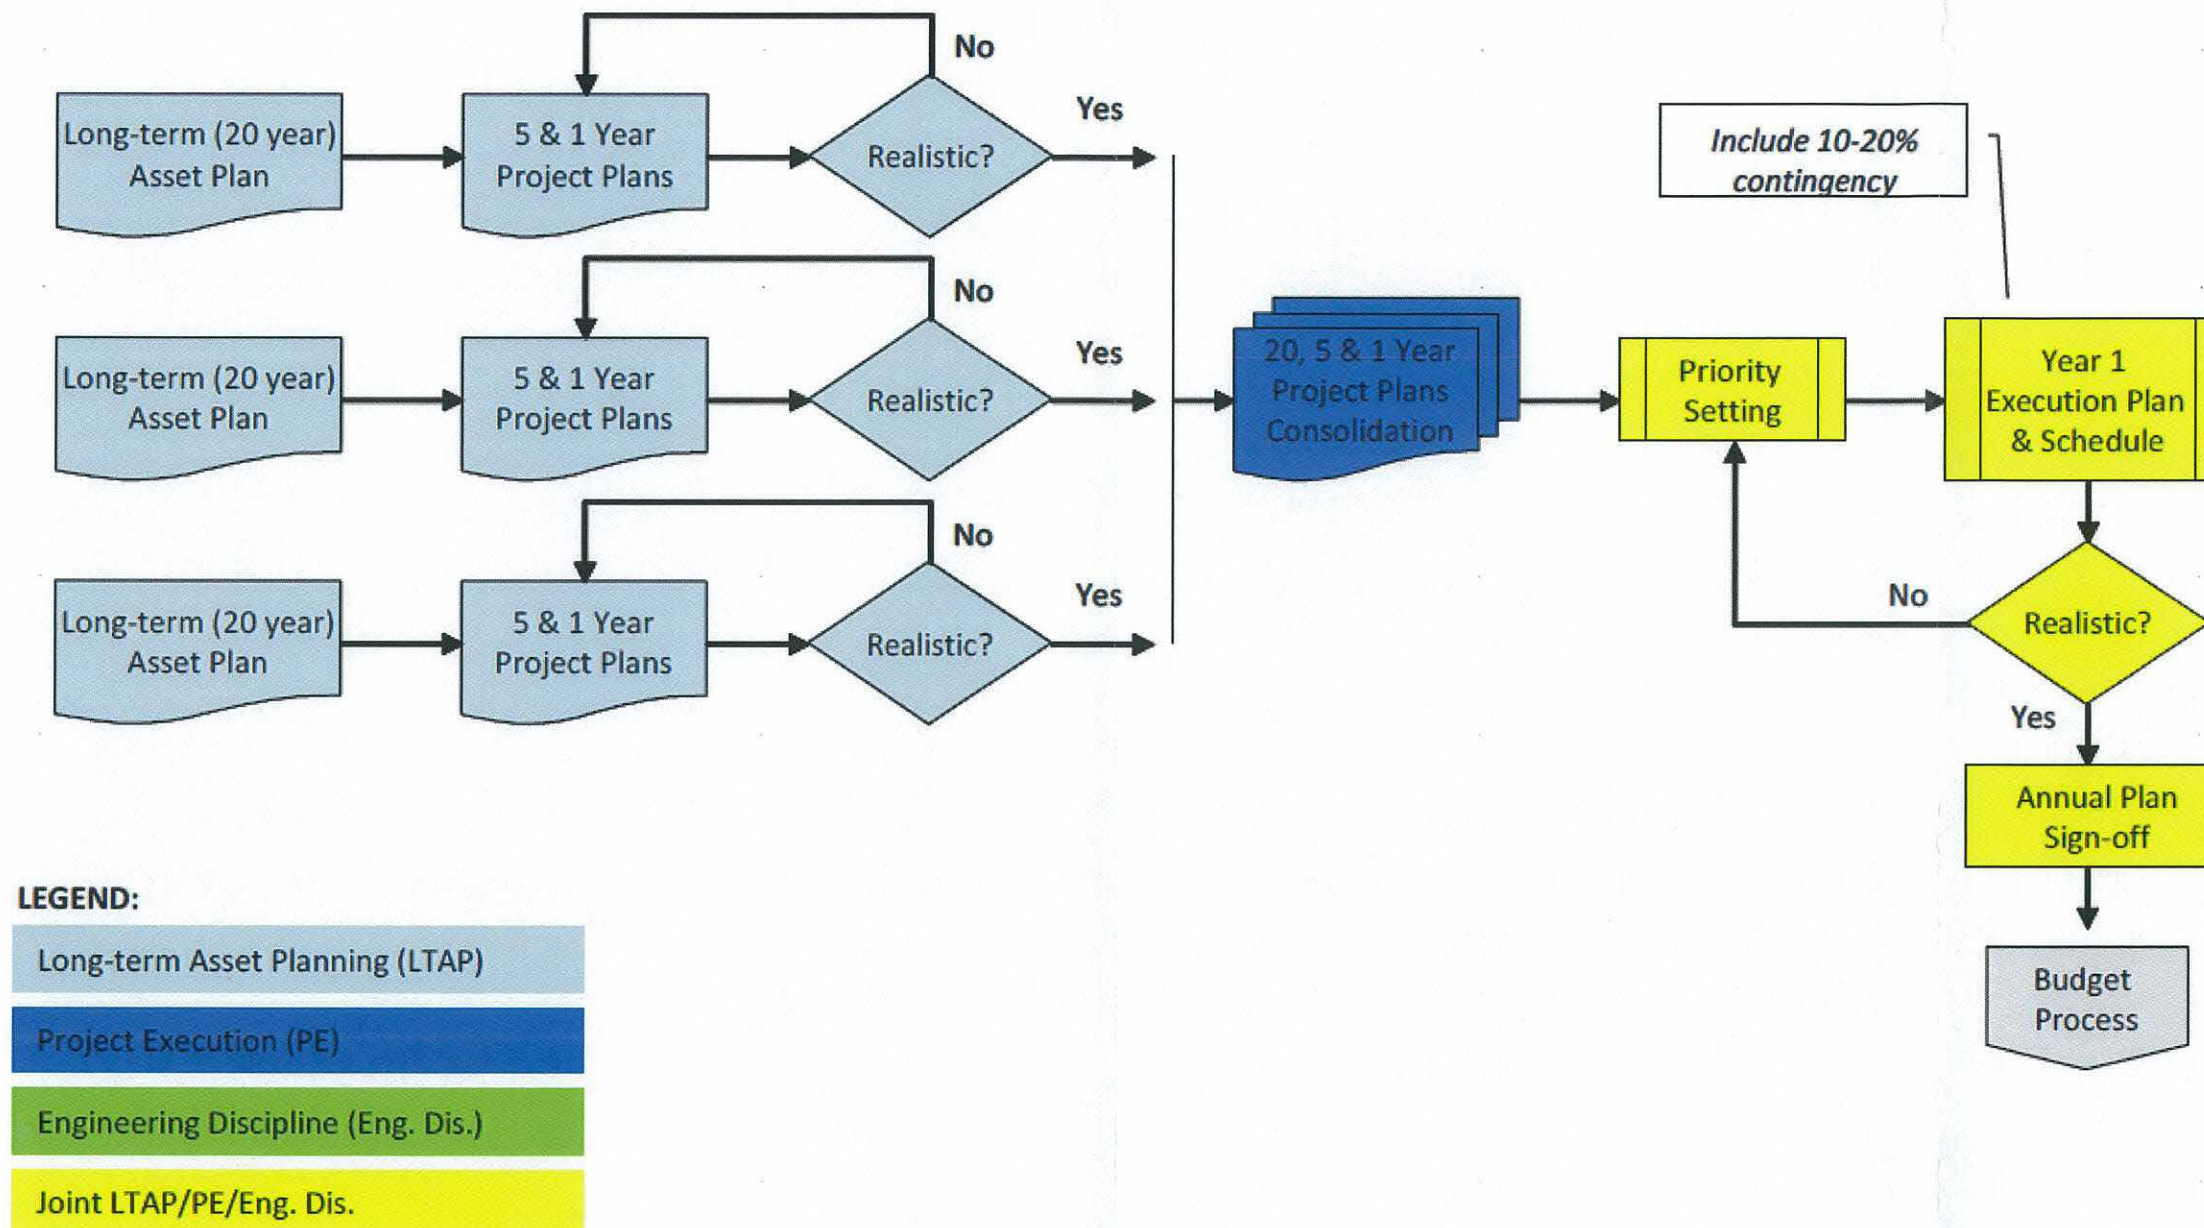 No
Yes
Long-term (20 year)
Asset Plan
5 & 1 Year
Project Plans
Realistic?
Include 10-20%
contingency
No
Yes
Long-term (20 year)
Asset Plan
5 & 1 Year
Project Plans
Realistic?
20, 5 & 1 Year
Project Plans
Consolidation
Priority
Setting
Year 1
Execution Plan
& Schedule
No
Yes
Long-term (20 year)
Asset Plan
5 & 1 Year
Project Plans
Realistic?
No
Realistic?
Yes
Annual Plan
Sign-off
Budget
Process
LEGEND:
Long-term Asset Planning (LTAP)
Project Execution (PE)
Engineering Discipline (Eng. Dis.)
Joint LTAP/PE/Eng. Dis.